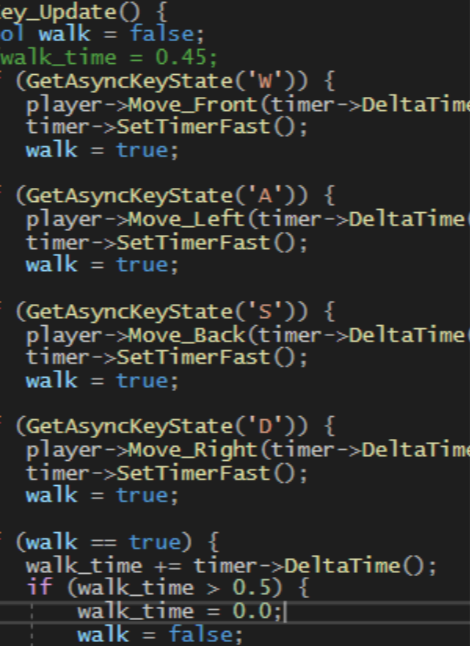 ey_Update() {
ol walk = false;
walk_time = 0.45;
(GetAsyncKeyState('W')) {
player->Move_Front(timer->DeltaTime
timer->SetTimerFast();
walk = true;
(GetAsyncKeyState('A')) {
player->Move_Left(timer->DeltaTime(
timer->SetTimerFast();
walk = true;
(GetAsyncKeyState('S')) {
player->Move_Back(timer->DeltaTime(
timer->SetTimerFast();
walk = true;
(GetAsyncKeyState('D')) {
player->Move_Right(timer->DeltaTime
timer->SetTimerFast();
walk = true;
(walk == true) {
walk_time += timer->DeltaTime();
if (walk_time > 0.5) {
walk_time = 0.0;
walk = false;